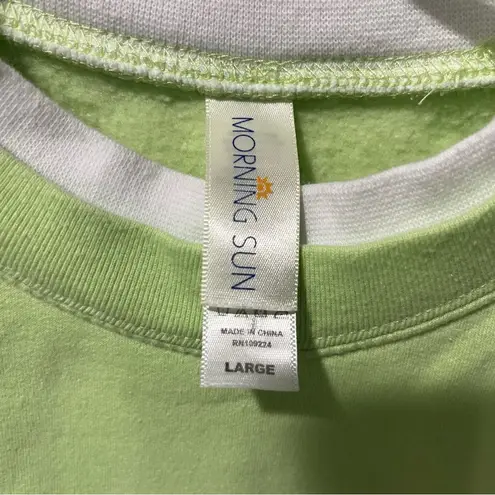 MORNING SUN
MADE IN CHINA
RN109224
LARGE